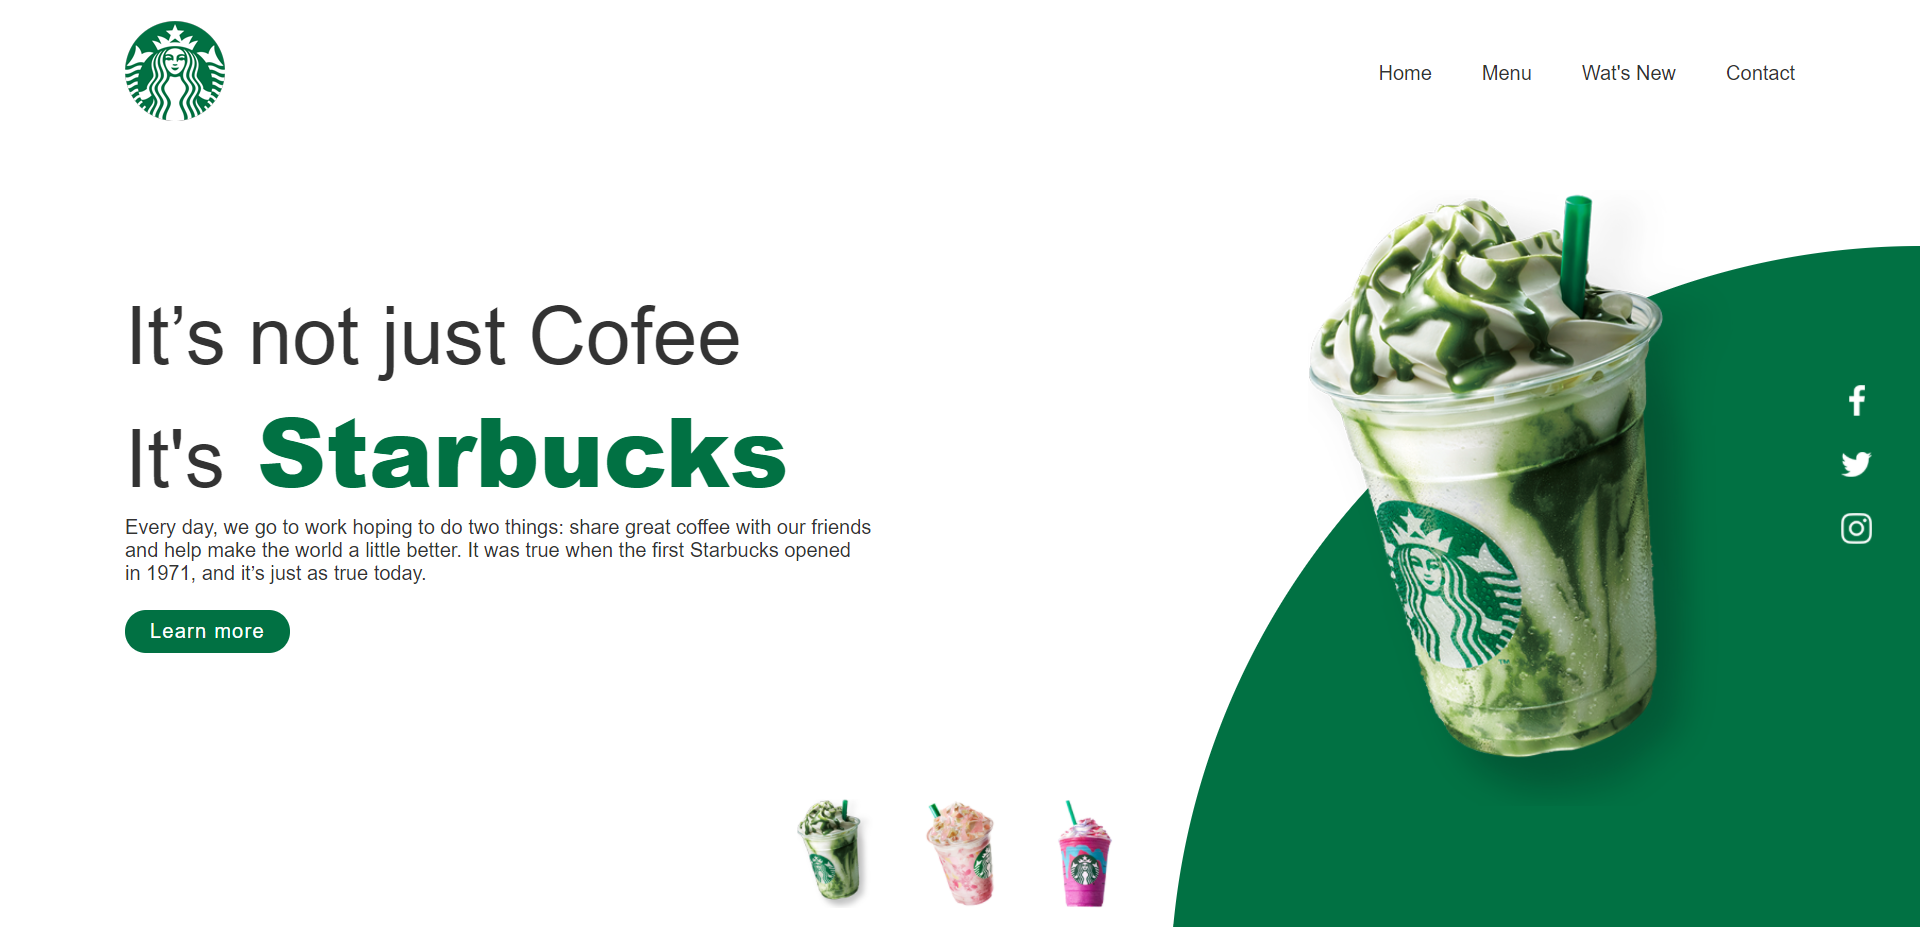 Home Menu Wat's New Contact
It’s not just Cofee
It's Starbucks
Every day, we go to work hoping to do two things: share great coffee with our friends
and help make the world a little better. It was true when the first Starbucks opened
in 1971, and it’s just as true today.
Learn more
TM